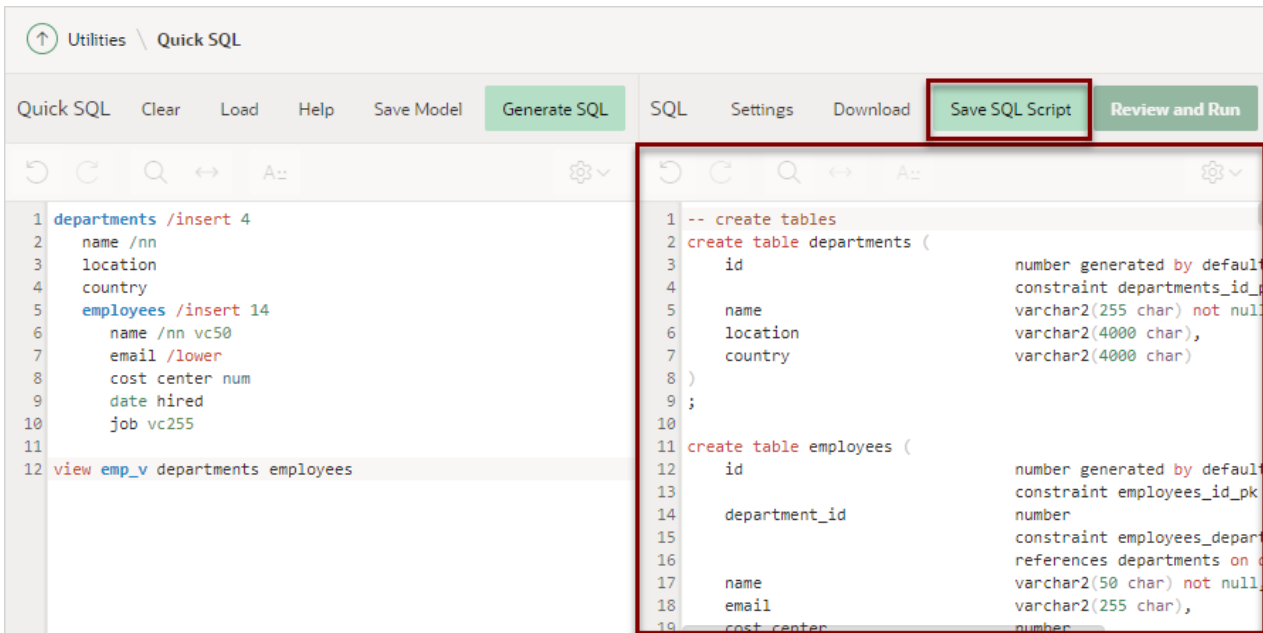 Utilities \ Quick SQL
Quick SQL Clear Load Help Save Model Generate SQL
SQL Settings Download Save SQL Script Review and Run
1 departments /insert 4
2 name /nn
3 location
4 country
5 employees /insert 14
6 name /nn vc50
7 email /lower
8 cost center num
9 date hired
10 job vc255
11
12 view emp_v departments employees
1 -- create tables
2 create table departments (
3 id number generated by default
4 constraint departments_id_p
5 name varchar2(255 char) not null
6 location varchar2(4000 char),
7 country varchar2(4000 char)
8 )
9 ;
10
11 create table employees (
12 id number generated by default
13 constraint employees_id_pk
14 department_id number
15 constraint employees_depart
16 references departments on
17 name varchar2(50 char) not null,
18 email varchar2(255 char),
19 cost_center number